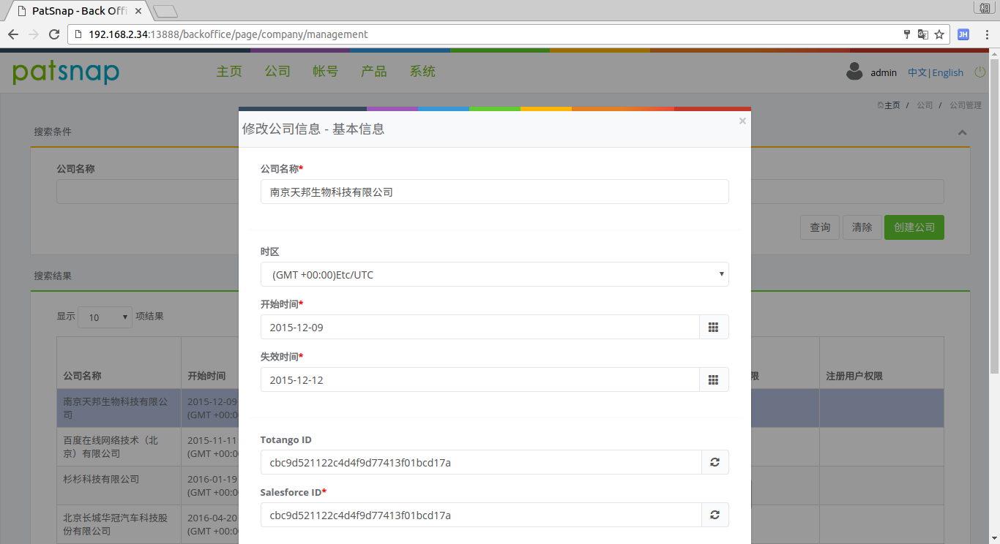 PatSnap - Back Offi
192.168.2.34:13888/backoffice/page/company/management
JH
patsnap
主页 公司 帐号 产品 系统
admin 中文|English
主页 / 公司 / 公司管理
搜索条件
公司名称
查询 清除 创建公司
搜索结果
显示 10 项结果
公司名称 开始时间 限 注册用户权限
南京天邦生物科技有限公司 2015-12-09
(GMT +00:0
百度在线网络技术（北京）有限公司 2015-11-11
(GMT +00:0
杉杉科技有限公司 2016-01-19
(GMT +00:0
北京长城华冠汽车科技股份有限公司 2016-04-20
(GMT +00:0
修改公司信息 - 基本信息
×
公司名称*
南京天邦生物科技有限公司
时区
(GMT +00:00)Etc/UTC
开始时间*
2015-12-09
失效时间*
2015-12-12
Totango ID
cbc9d521122c4d4f9d77413f01bcd17a
Salesforce ID*
cbc9d521122c4d4f9d77413f01bcd17a